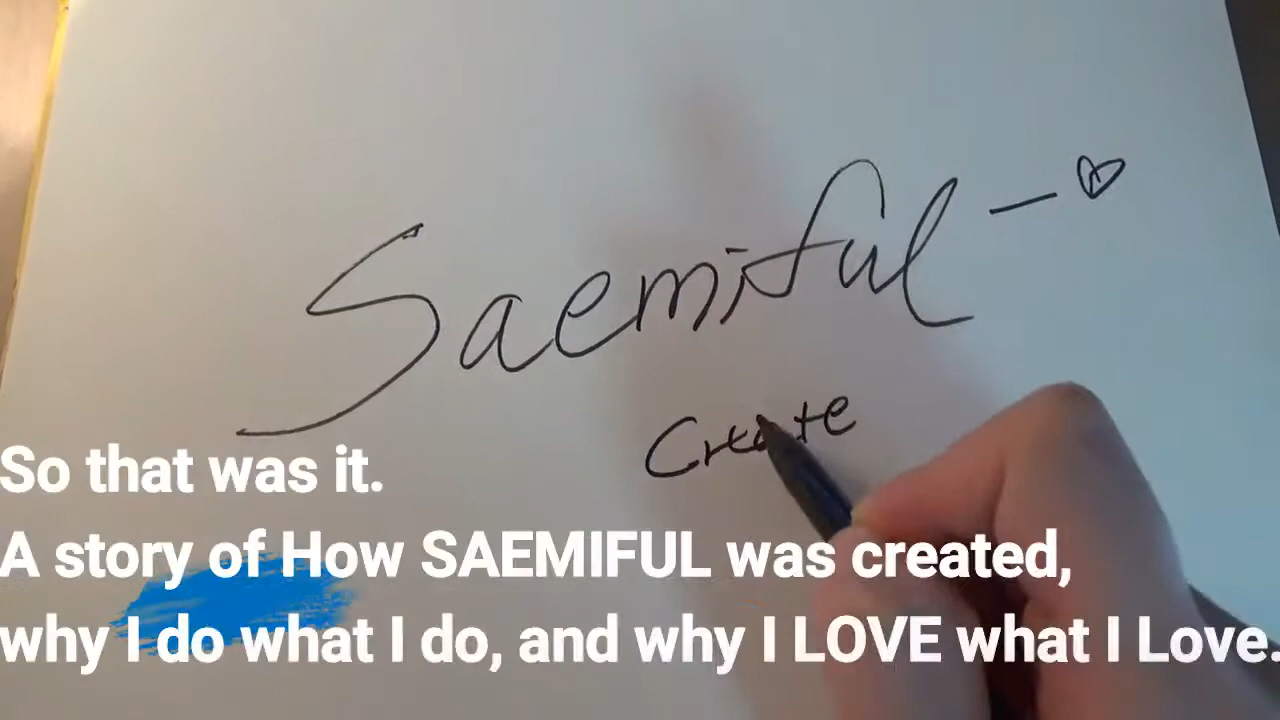 Saemiful - ♡
Create
So that was it.
A story of How SAEMIFUL was created,
why I do what I do, and why I LOVE what I Love.